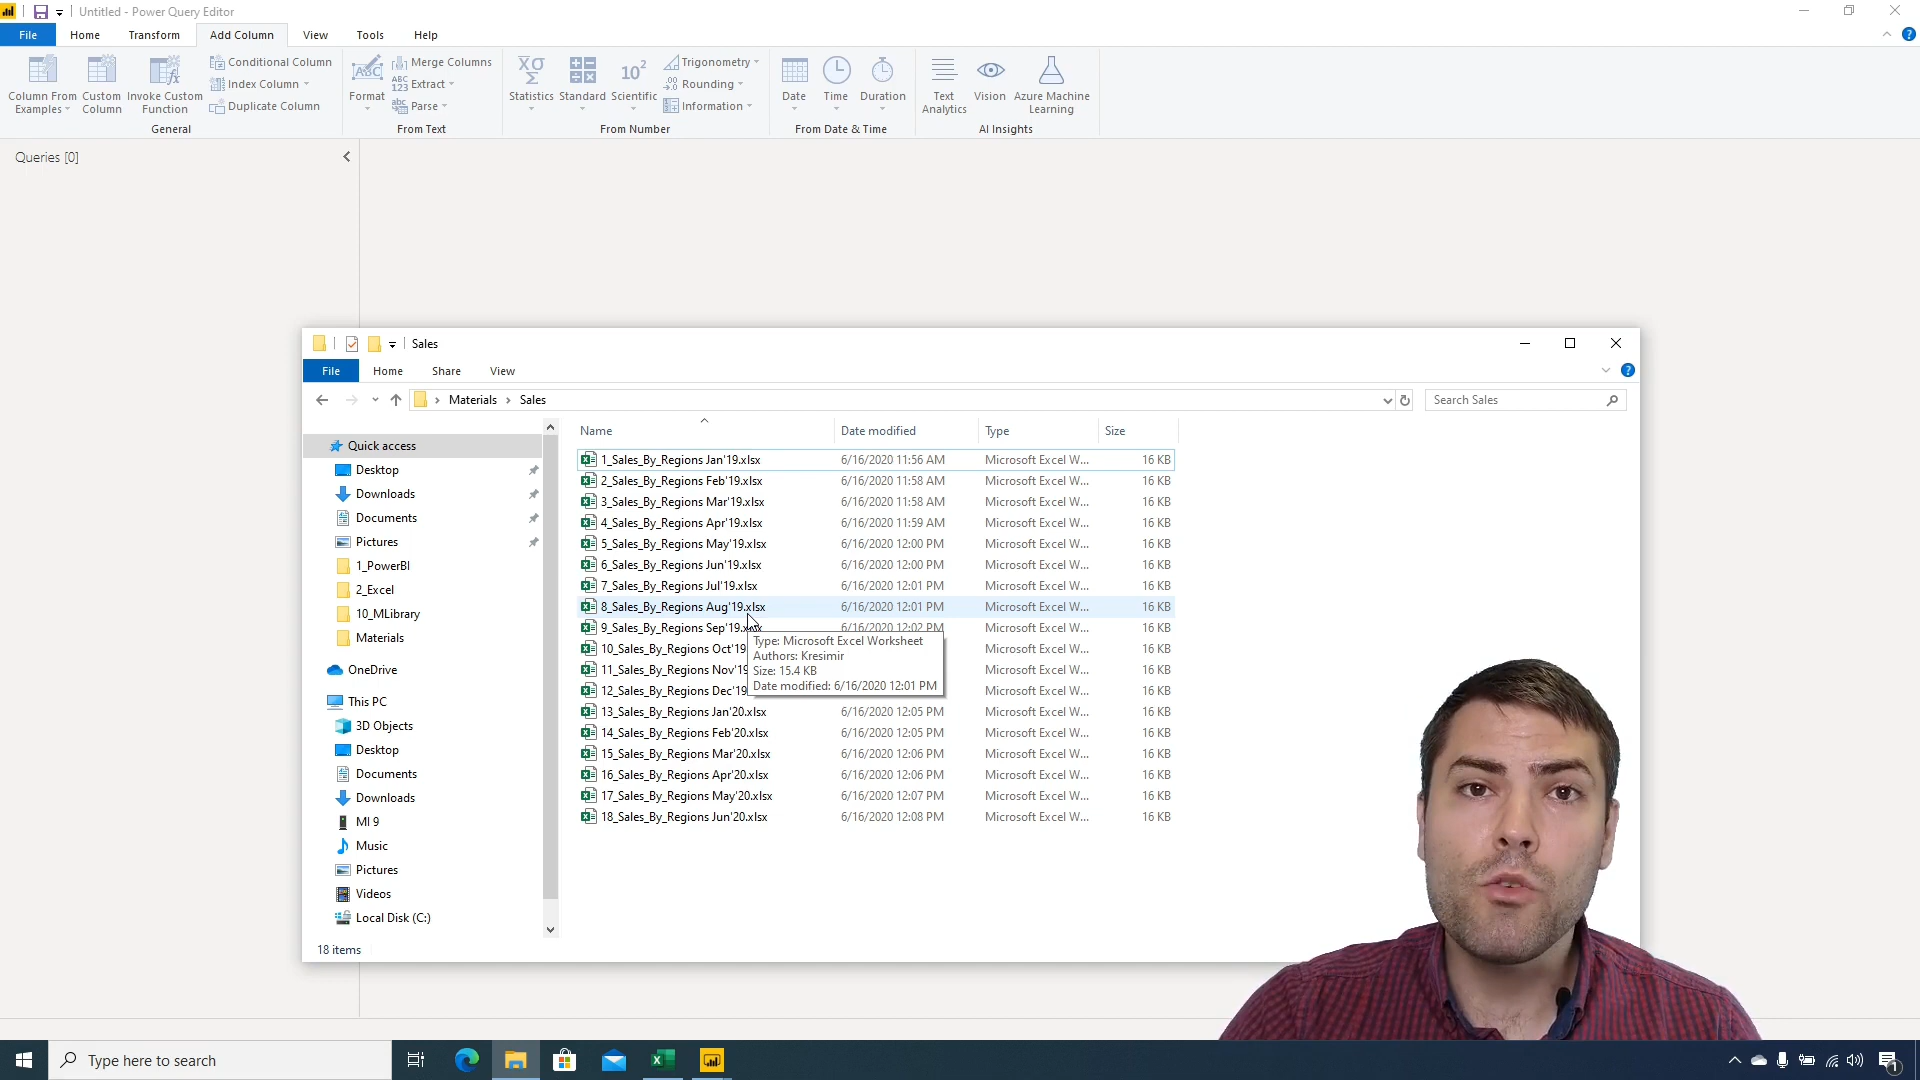 Untitled - Power Query Editor
File Home Transform Add Column View Tools Help
Column From Examples
Custom Column
Invoke Custom Function
Conditional Column
Index Column
Duplicate Column
General
Format
Merge Columns
Extract
Parse
From Text
Statistics
Standard
Scientific
Trigonometry
Rounding
Information
From Number
Date
Time
Duration
From Date & Time
Text Analytics
Vision
Azure Machine Learning
AI Insights
Queries [0]
Sales
File Home Share View
Materials > Sales
Search Sales
Quick access
Desktop
Downloads
Documents
Pictures
1_PowerBI
2_Excel
10_MLibrary
Materials
OneDrive
This PC
3D Objects
Desktop
Documents
Downloads
MI 9
Music
Pictures
Videos
Local Disk (C:)
Name Date modified Type Size
1_Sales_By_Regions Jan'19.xlsx 6/16/2020 11:56 AM Microsoft Excel W... 16 KB
2_Sales_By_Regions Feb'19.xlsx 6/16/2020 11:58 AM Microsoft Excel W... 16 KB
3_Sales_By_Regions Mar'19.xlsx 6/16/2020 11:58 AM Microsoft Excel W... 16 KB
4_Sales_By_Regions Apr'19.xlsx 6/16/2020 11:59 AM Microsoft Excel W... 16 KB
5_Sales_By_Regions May'19.xlsx 6/16/2020 12:00 PM Microsoft Excel W... 16 KB
6_Sales_By_Regions Jun'19.xlsx 6/16/2020 12:00 PM Microsoft Excel W... 16 KB
7_Sales_By_Regions Jul'19.xlsx 6/16/2020 12:01 PM Microsoft Excel W... 16 KB
8_Sales_By_Regions Aug'19.xlsx 6/16/2020 12:01 PM Microsoft Excel W... 16 KB
9_Sales_By_Regions Sep'19.xlsx 6/16/2020 12:02 PM Microsoft Excel W... 16 KB
10_Sales_By_Regions Oct'19 Microsoft Excel W... 16 KB
11_Sales_By_Regions Nov'19 Microsoft Excel W... 16 KB
12_Sales_By_Regions Dec'19 Microsoft Excel W... 16 KB
13_Sales_By_Regions Jan'20.xlsx 6/16/2020 12:05 PM Microsoft Excel W... 16 KB
14_Sales_By_Regions Feb'20.xlsx 6/16/2020 12:05 PM Microsoft Excel W... 16 KB
15_Sales_By_Regions Mar'20.xlsx 6/16/2020 12:06 PM Microsoft Excel W... 16 KB
16_Sales_By_Regions Apr'20.xlsx 6/16/2020 12:06 PM Microsoft Excel W... 16 KB
17_Sales_By_Regions May'20.xlsx 6/16/2020 12:07 PM Microsoft Excel W... 16 KB
18_Sales_By_Regions Jun'20.xlsx 6/16/2020 12:08 PM Microsoft Excel W... 16 KB
Type: Microsoft Excel Worksheet
Authors: Kresimir
Size: 15.4 KB
Date modified: 6/16/2020 12:01 PM
18 items
Type here to search
1